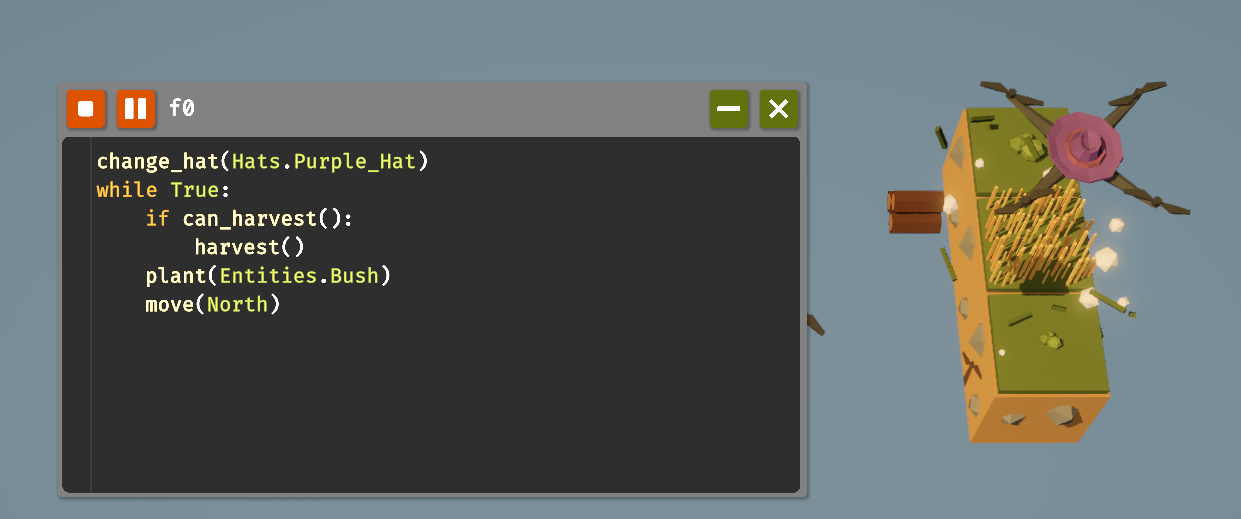 f0
change_hat(Hats.Purple_Hat)
while True:
    if can_harvest():
        harvest()
    plant(Entities.Bush)
    move(North)